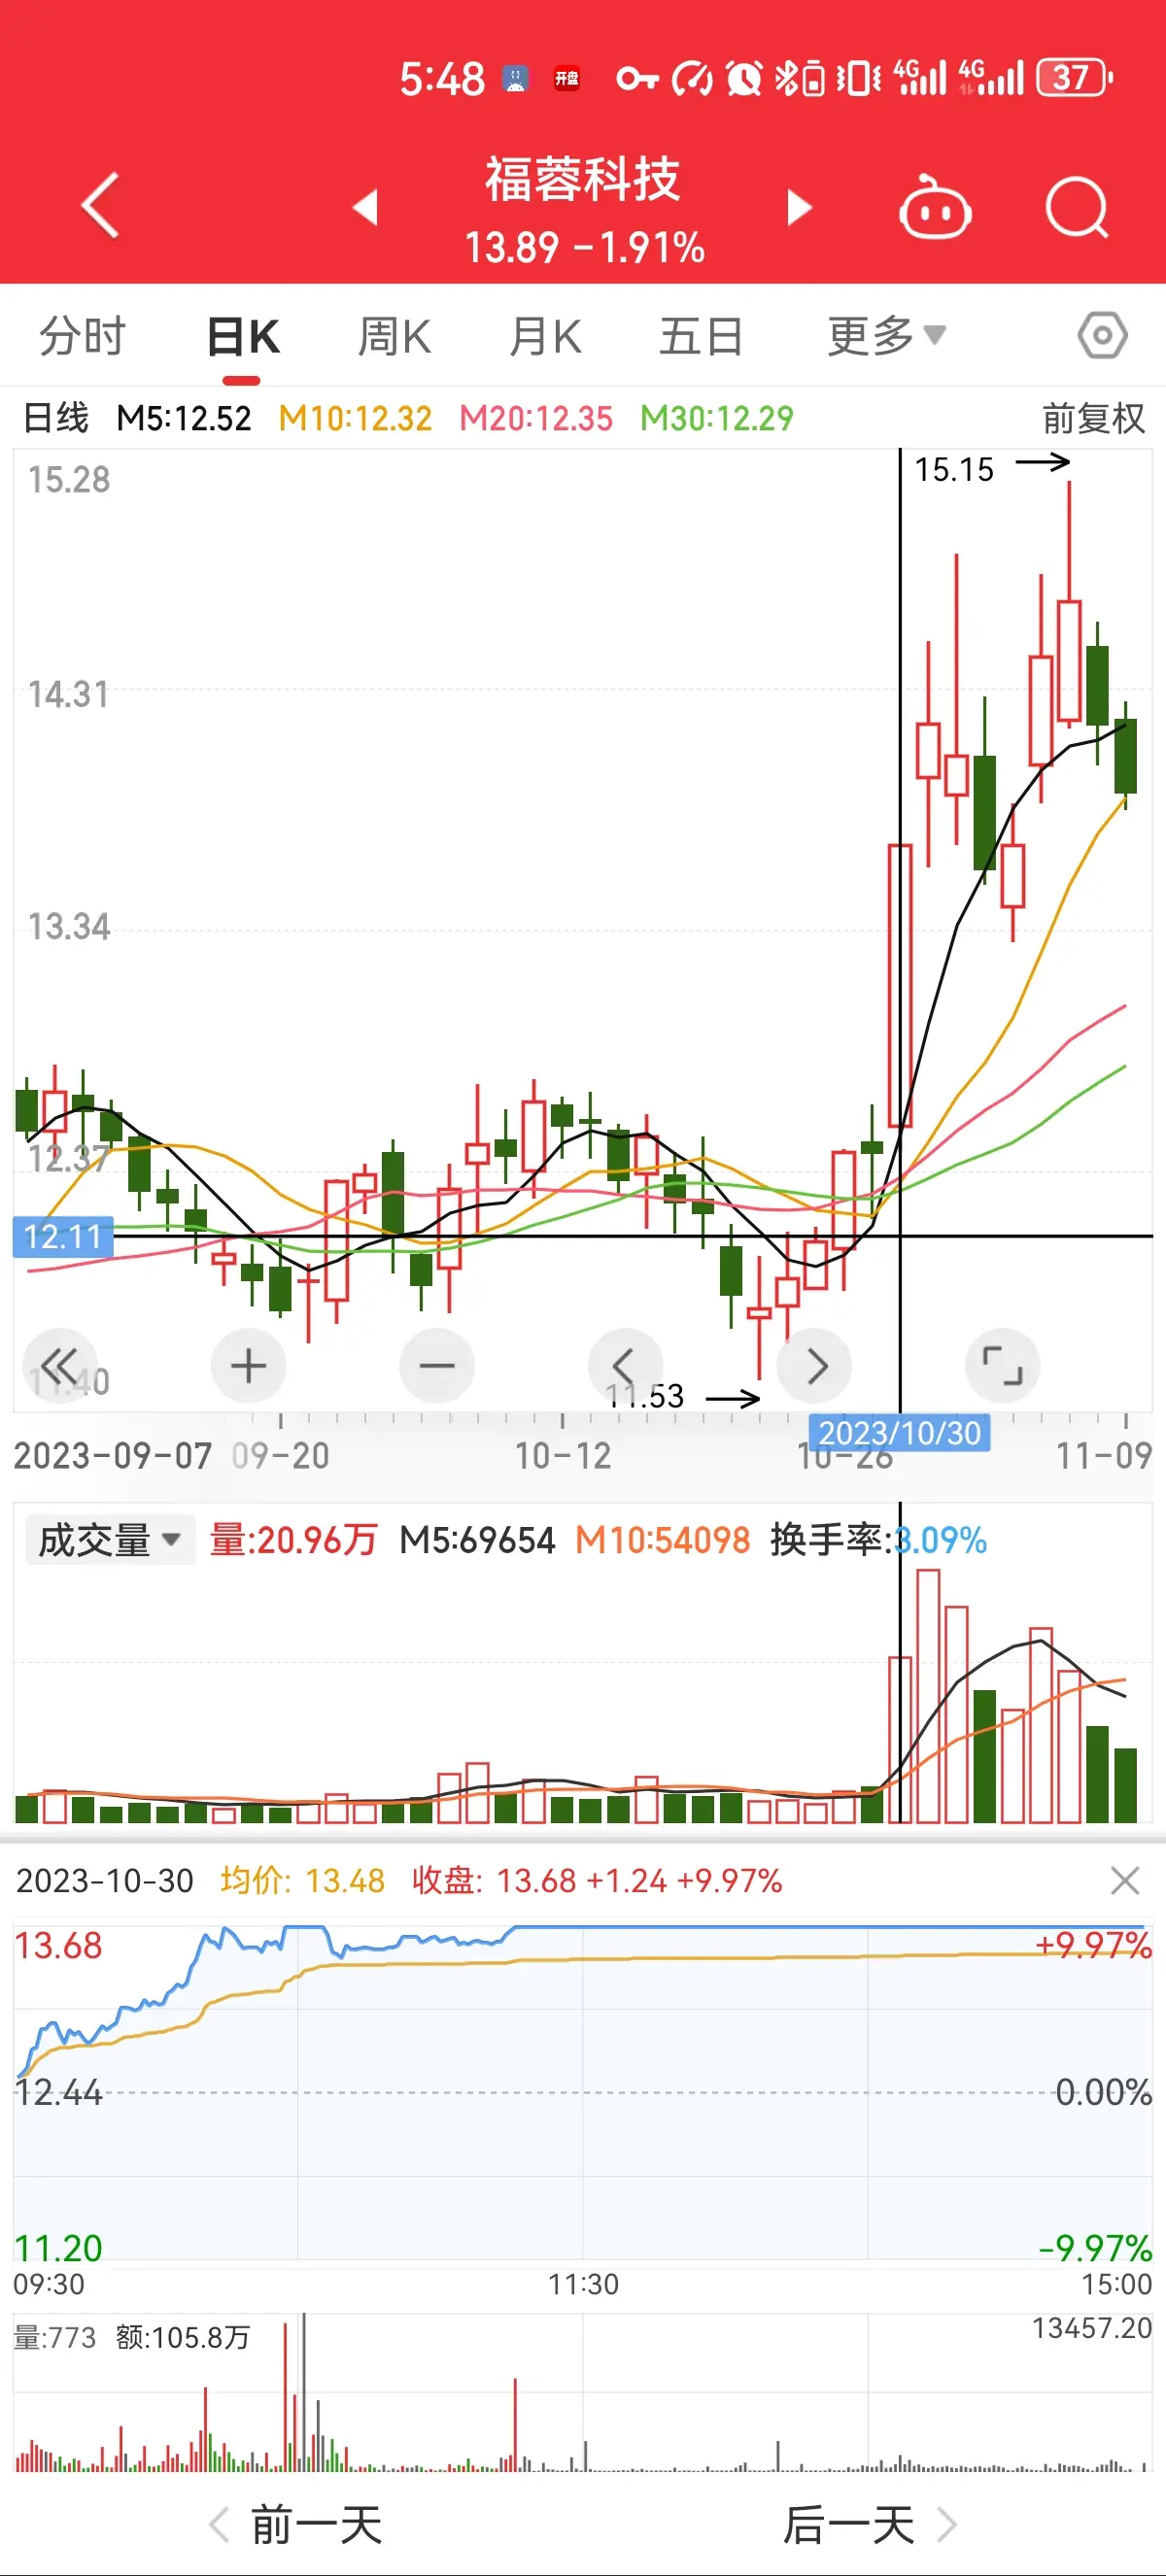 5:48 开盘 4G 4G 37
福蓉科技
13.89 -1.91%
分时 日K 周K 月K 五日 更多
日线 M5:12.52 M10:12.32 M20:12.35 M30:12.29 前复权
15.28
15.15
14.31
13.34
12.37
12.11
11.40
11.53
2023/10/30
2023-09-07 09-20 10-12 10-26 11-09
成交量 量:20.96万 M5:69654 M10:54098 换手率:3.09%
2023-10-30 均价: 13.48 收盘: 13.68 +1.24 +9.97%
13.68 +9.97%
12.44 0.00%
11.20 -9.97%
09:30 11:30 15:00
量:773 额:105.8万 13457.20
前一天 后一天